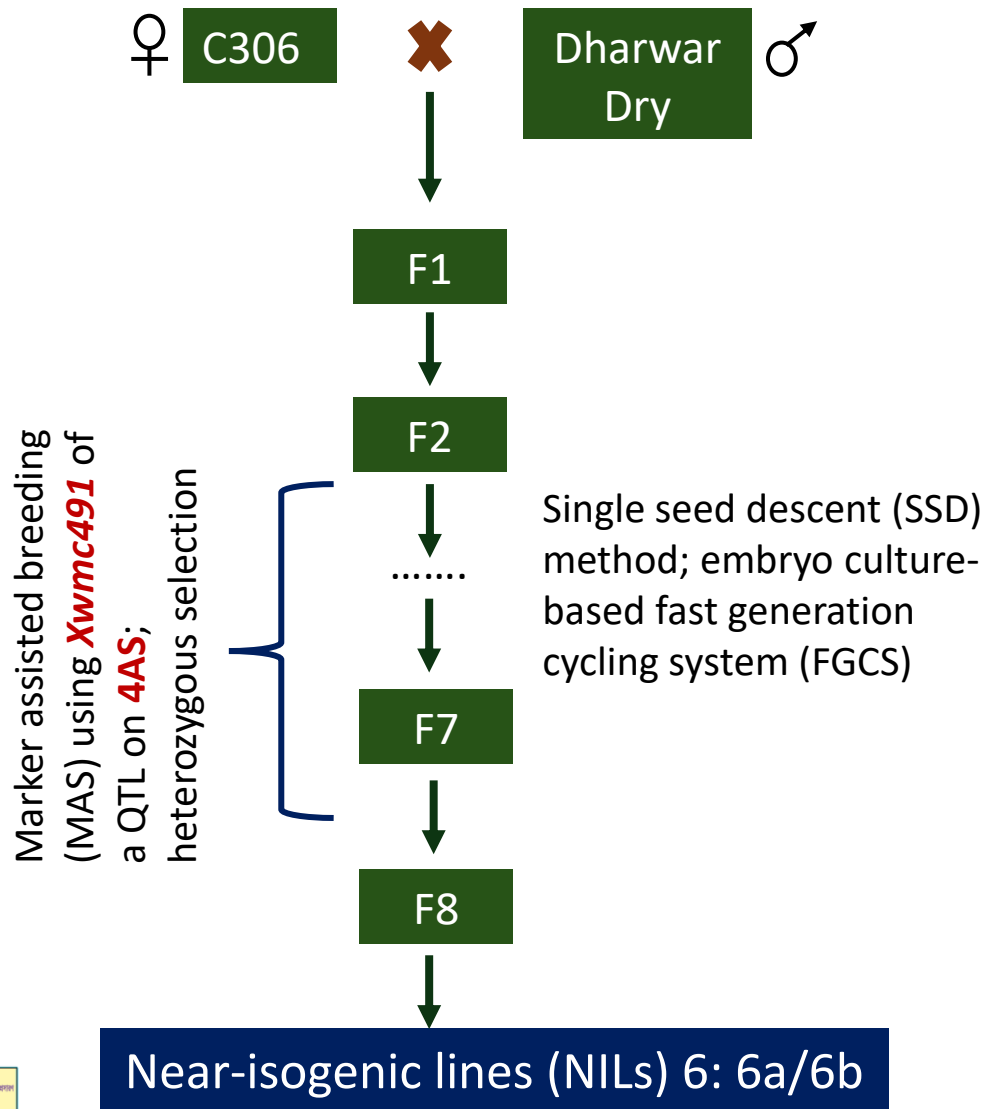 ♀ C306
✖
Dharwar
Dry ♂
F1
F2
Marker assisted breeding
(MAS) using Xwmc491 of
a QTL on 4AS;
heterozygous selection
.......
Single seed descent (SSD)
method; embryo culture-
based fast generation
cycling system (FGCS)
F7
F8
Near-isogenic lines (NILs) 6: 6a/6b